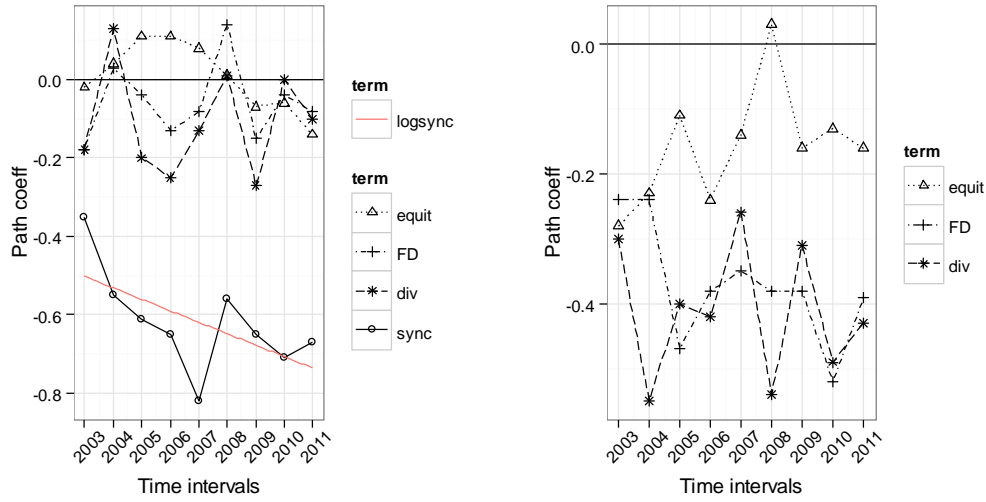 Path coeff
0.0
-0.2
-0.4
-0.6
-0.8
2003
2004
2005
2006
2007
2008
2009
2010
2011
Time intervals
term
logsync
term
equit
FD
div
sync
Path coeff
0.0
-0.2
-0.4
2003
2004
2005
2006
2007
2008
2009
2010
2011
Time intervals
term
equit
FD
div